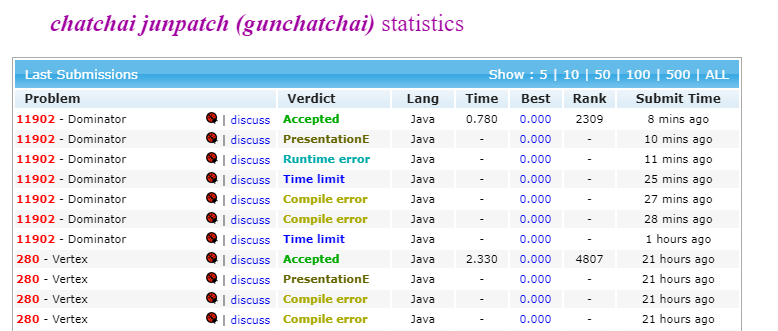 chatchai junpatch (gunchatchai) statistics
Last Submissions Show : 5 | 10 | 50 | 100 | 500 | ALL
Problem Verdict Lang Time Best Rank Submit Time
11902 - Dominator | discuss Accepted Java 0.780 0.000 2309 8 mins ago
11902 - Dominator | discuss PresentationE Java - 0.000 - 10 mins ago
11902 - Dominator | discuss Runtime error Java - 0.000 - 11 mins ago
11902 - Dominator | discuss Time limit Java - 0.000 - 25 mins ago
11902 - Dominator | discuss Compile error Java - 0.000 - 27 mins ago
11902 - Dominator | discuss Compile error Java - 0.000 - 28 mins ago
11902 - Dominator | discuss Time limit Java - 0.000 - 1 hours ago
280 - Vertex | discuss Accepted Java 2.330 0.000 4807 21 hours ago
280 - Vertex | discuss PresentationE Java - 0.000 - 21 hours ago
280 - Vertex | discuss Compile error Java - 0.000 - 21 hours ago
280 - Vertex | discuss Compile error Java - 0.000 - 21 hours ago